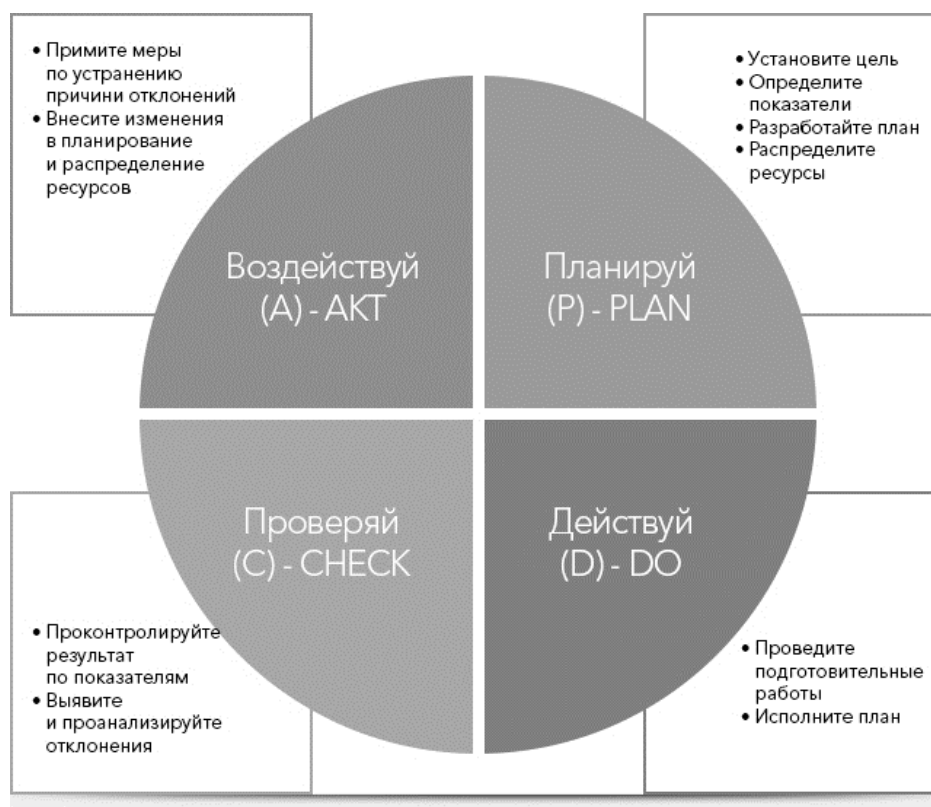 • Примите меры
по устранению
причини отклонений
• Внесите изменения
в планирование
и распределение
ресурсов
• Установите цель
• Определите
показатели
• Разработайте план
• Распределите
ресурсы
Воздействуй
(A) - AKT
Планируй
(P) - PLAN
Проверяй
(C) - CHECK
Действуй
(D) - DO
• Проконтролируйте
результат
по показателям
• Выявите
и проанализируйте
отклонения
• Проведите
подготовительные
работы
• Исполните план